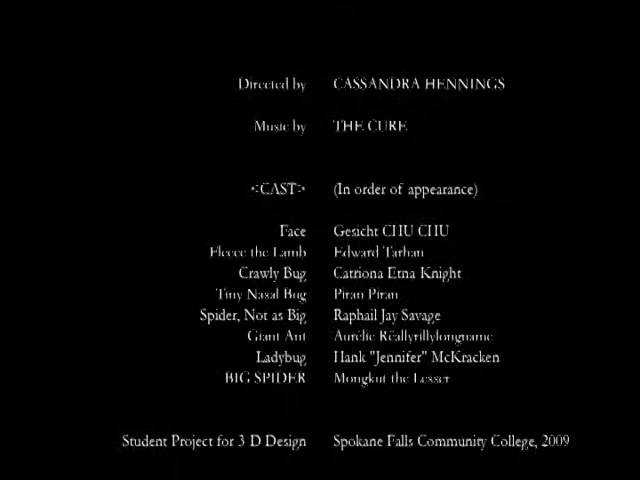 Directed by CASSANDRA HENNINGS
Music by THE CURE
<CAST> (In order of appearance)
Face Gesicht CHU CHU
Fleece the Lamb Edward Tarhan
Crawly Bug Catriona Etna Knight
Tiny Nasal Bug Piran Piran
Spider, Not as Big Raphail Jay Savage
Giant Ant Aurélie Réallyrillylongname
Ladybug Hank "Jennifer" McKracken
BIG SPIDER Mongkut the Lesser
Student Project for 3 D Design Spokane Falls Community College, 2009